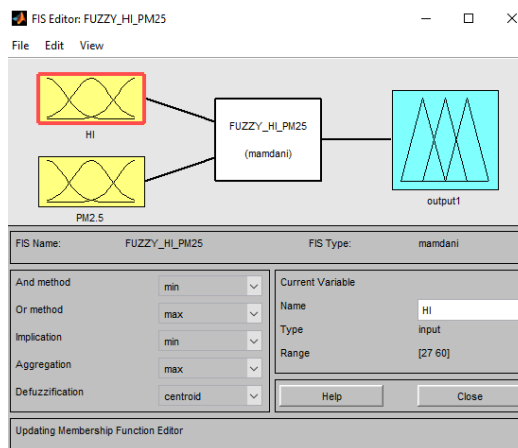 FIS Editor: FUZZY_HI_PM25
File Edit View
HI
PM2.5
FUZZY_HI_PM25
(mamdani)
output1
FIS Name: FUZZY_HI_PM25 FIS Type: mamdani
And method min
Or method max
Implication min
Aggregation max
Defuzzification centroid
Current Variable
Name HI
Type input
Range [27 60]
Help Close
Updating Membership Function Editor